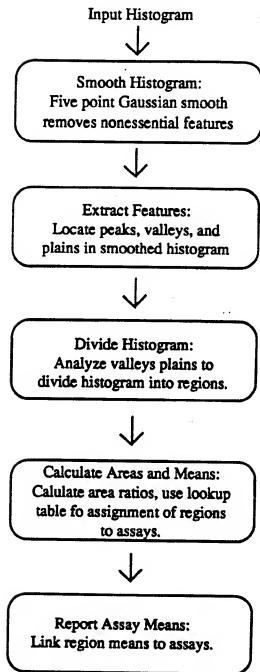 Input Histogram
Smooth Histogram:
Five point Gaussian smooth
removes nonessential features
Extract Features:
Locate peaks, valleys, and
plains in smoothed histogram
Divide Histogram:
Analyze valleys plains to
divide histogram into regions.
Calculate Areas and Means:
Calulate area ratios, use lookup
table fo assignment of regions
to assays.
Report Assay Means:
Link region means to assays.